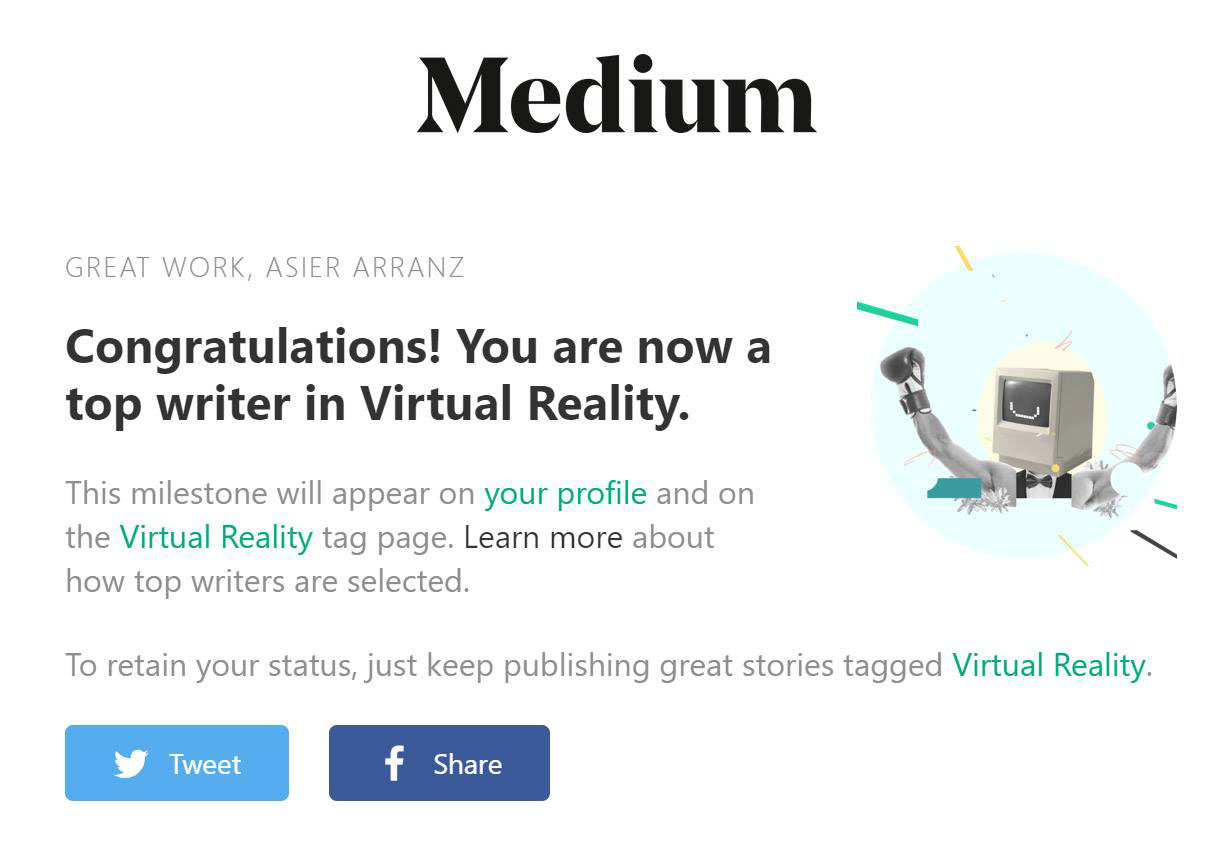 Medium
GREAT WORK, ASIER ARRANZ
Congratulations! You are now a
top writer in Virtual Reality.
This milestone will appear on your profile and on
the Virtual Reality tag page. Learn more about
how top writers are selected.
To retain your status, just keep publishing great stories tagged Virtual Reality.
Tweet
Share